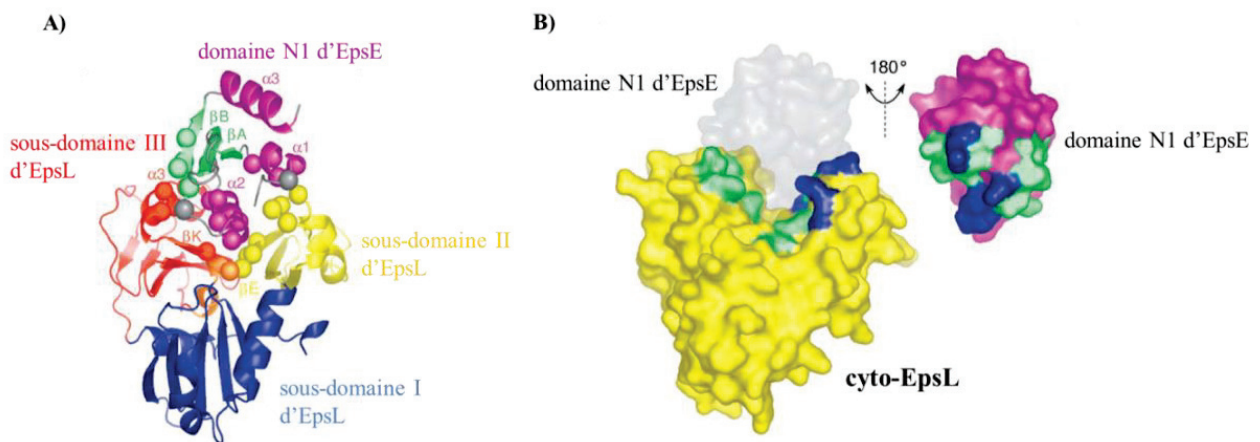 A)
domaine N1 d'EpsE
α3
βB
βA
sous-domaine III
d'EpsL
α1
α3
α2
βK
sous-domaine II
d'EpsL
βE
sous-domaine I
d'EpsL
B)
domaine N1 d'EpsE
180°
domaine N1 d'EpsE
cyto-EpsL